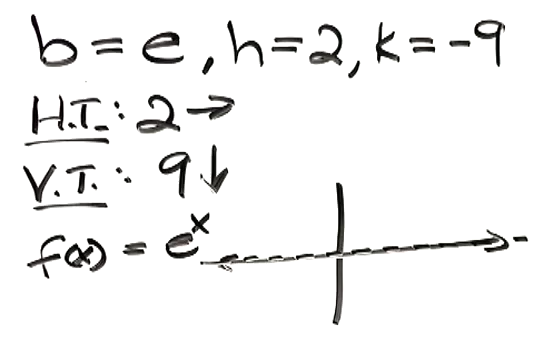 b = e, h = 2, k = -9
H.T.: 2 →
V.T.: 9 ↓
f(x) = e^x